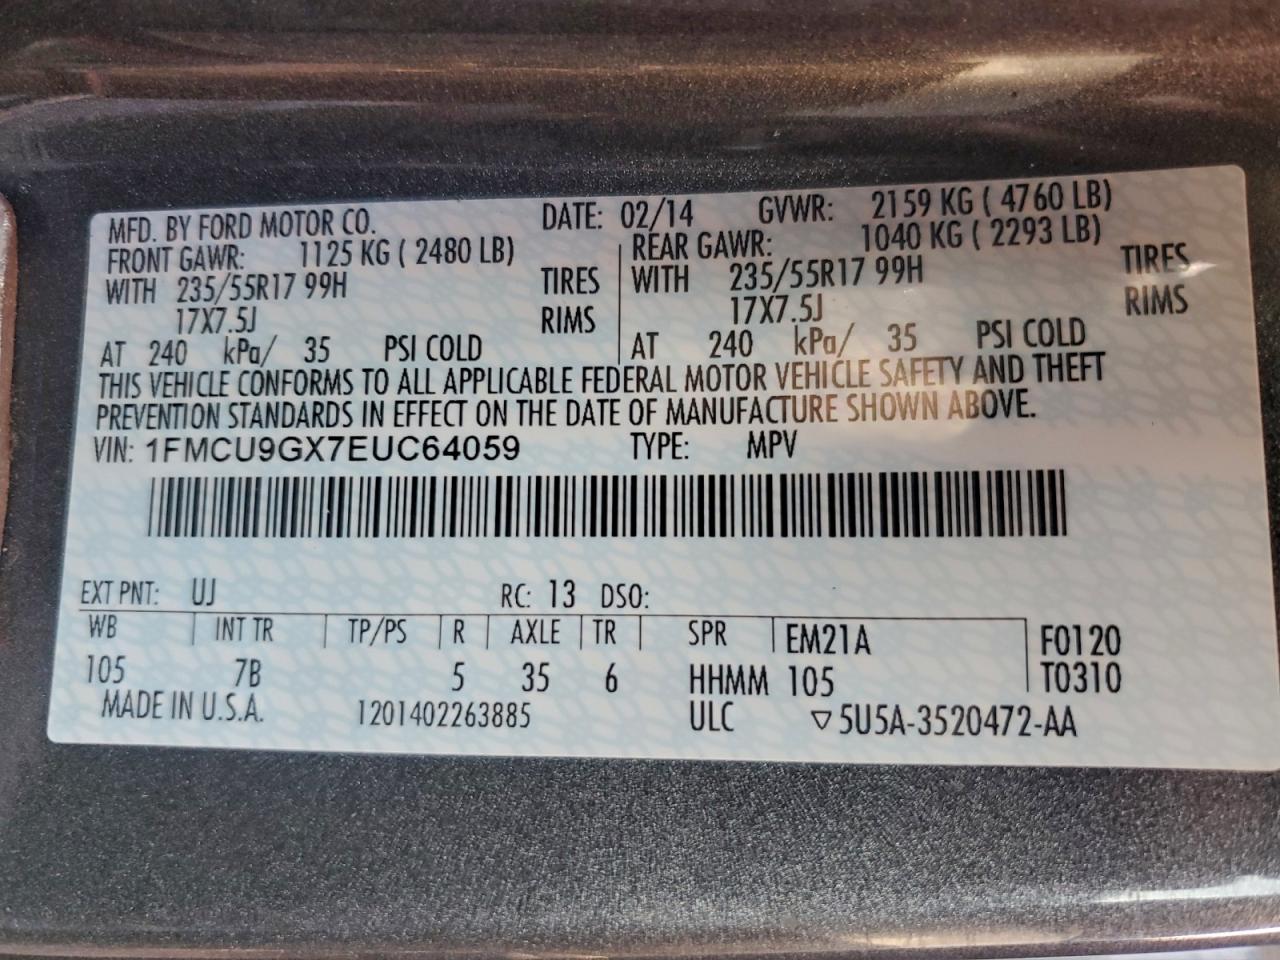 MFD. BY FORD MOTOR CO. DATE: 02/14 GVWR: 2159 KG ( 4760 LB)
FRONT GAWR: 1125 KG ( 2480 LB) REAR GAWR: 1040 KG ( 2293 LB)
WITH 235/55R17 99H TIRES WITH 235/55R17 99H TIRES
17X7.5J RIMS 17X7.5J RIMS
AT 240 kPa/ 35 PSI COLD AT 240 kPa/ 35 PSI COLD
THIS VEHICLE CONFORMS TO ALL APPLICABLE FEDERAL MOTOR VEHICLE SAFETY AND THEFT
PREVENTION STANDARDS IN EFFECT ON THE DATE OF MANUFACTURE SHOWN ABOVE.
VIN: 1FMCU9GX7EUC64059 TYPE: MPV
EXT PNT: UJ RC: 13 DSO:
WB INT TR TP/PS R AXLE TR SPR EM21A F0120
105 7B 5 35 6 HHMM 105 T0310
MADE IN U.S.A. 1201402263885 ULC ▽5U5A-3520472-AA